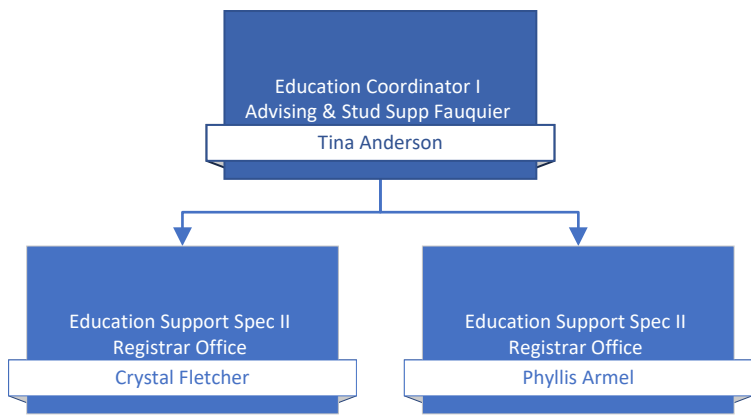 Education Coordinator I
Advising & Stud Supp Fauquier
Tina Anderson
Education Support Spec II
Registrar Office
Crystal Fletcher
Education Support Spec II
Registrar Office
Phyllis Armel